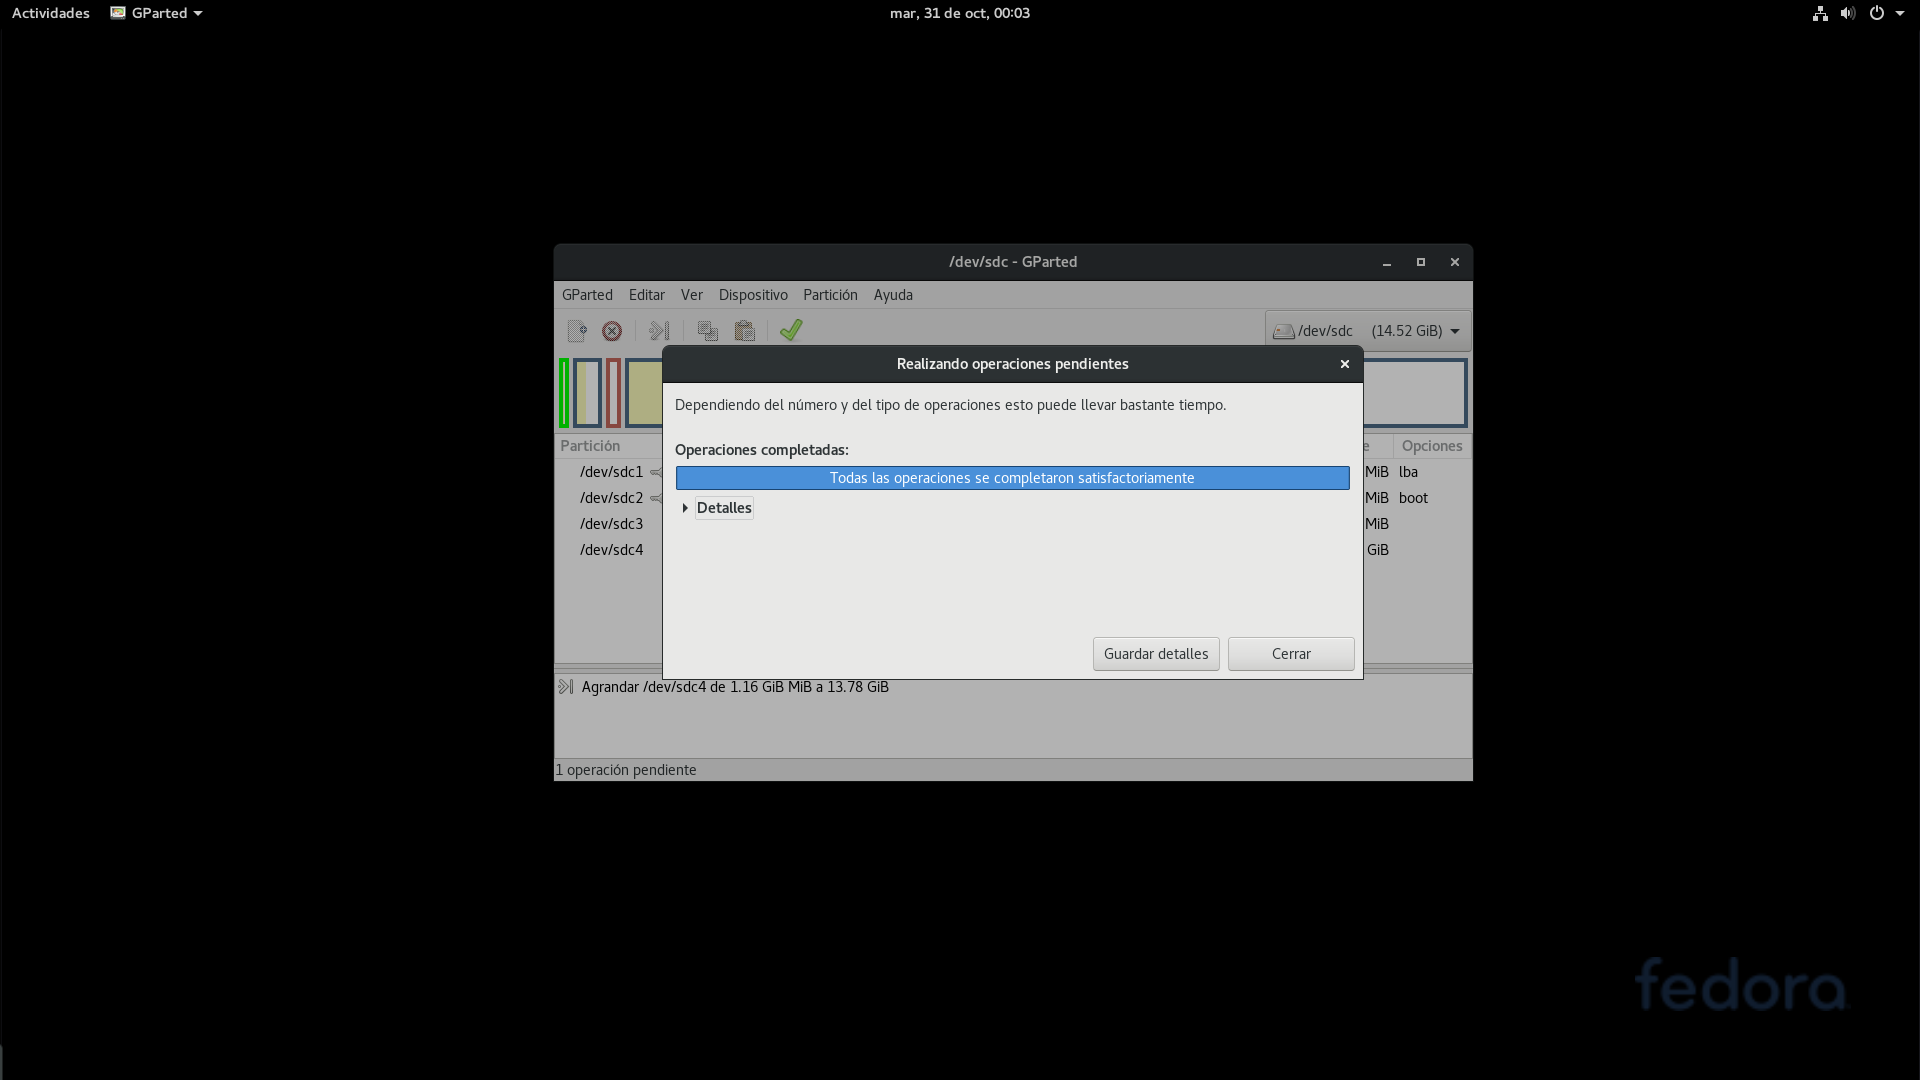 Actividades GParted mar, 31 de oct, 00:03
/dev/sdc - GParted
GParted Editar Ver Dispositivo Partición Ayuda
/dev/sdc (14.52 GiB)
Realizando operaciones pendientes
Dependiendo del número y del tipo de operaciones esto puede llevar bastante tiempo.
Operaciones completadas:
Todas las operaciones se completaron satisfactoriamente
Detalles
Guardar detalles Cerrar
Partición e Opciones
/dev/sdc1 MiB lba
/dev/sdc2 MiB boot
/dev/sdc3 MiB
/dev/sdc4 GiB
Agrandar /dev/sdc4 de 1.16 GiB MiB a 13.78 GiB
1 operación pendiente
fedora